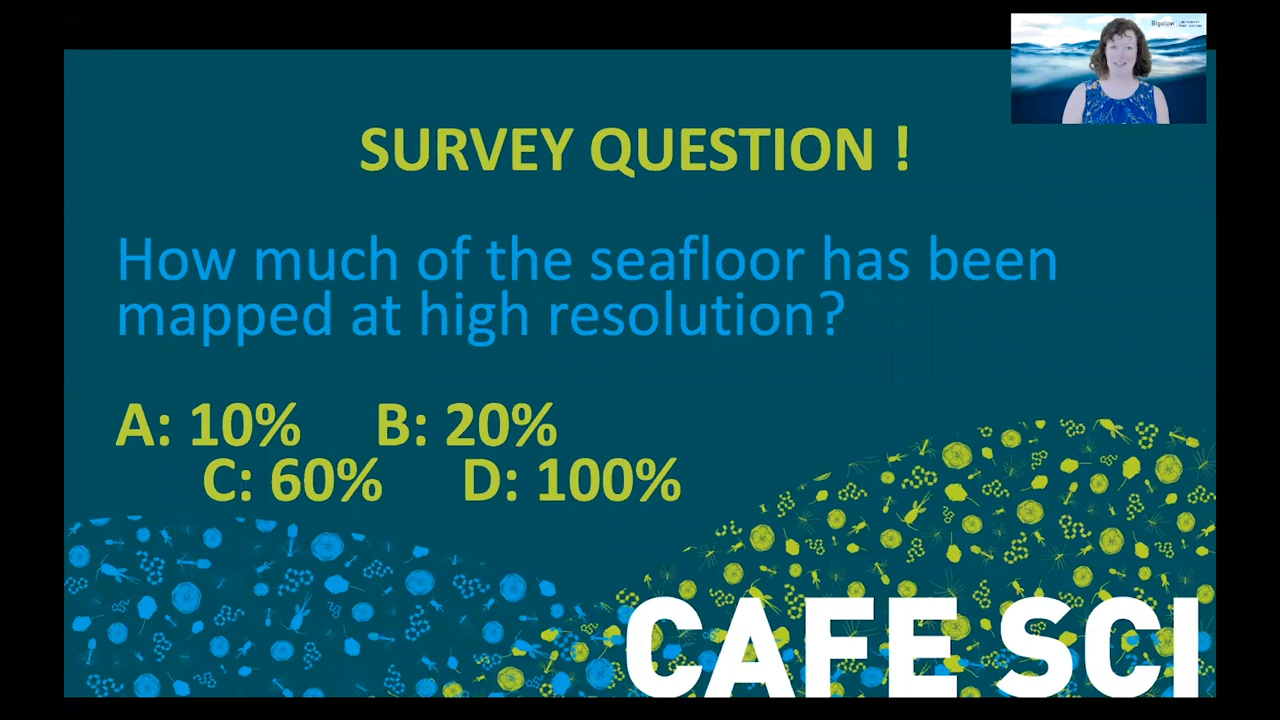 Bigelow
SURVEY QUESTION !
How much of the seafloor has been
mapped at high resolution?
A: 10% B: 20%
C: 60% D: 100%
CAFE SCI